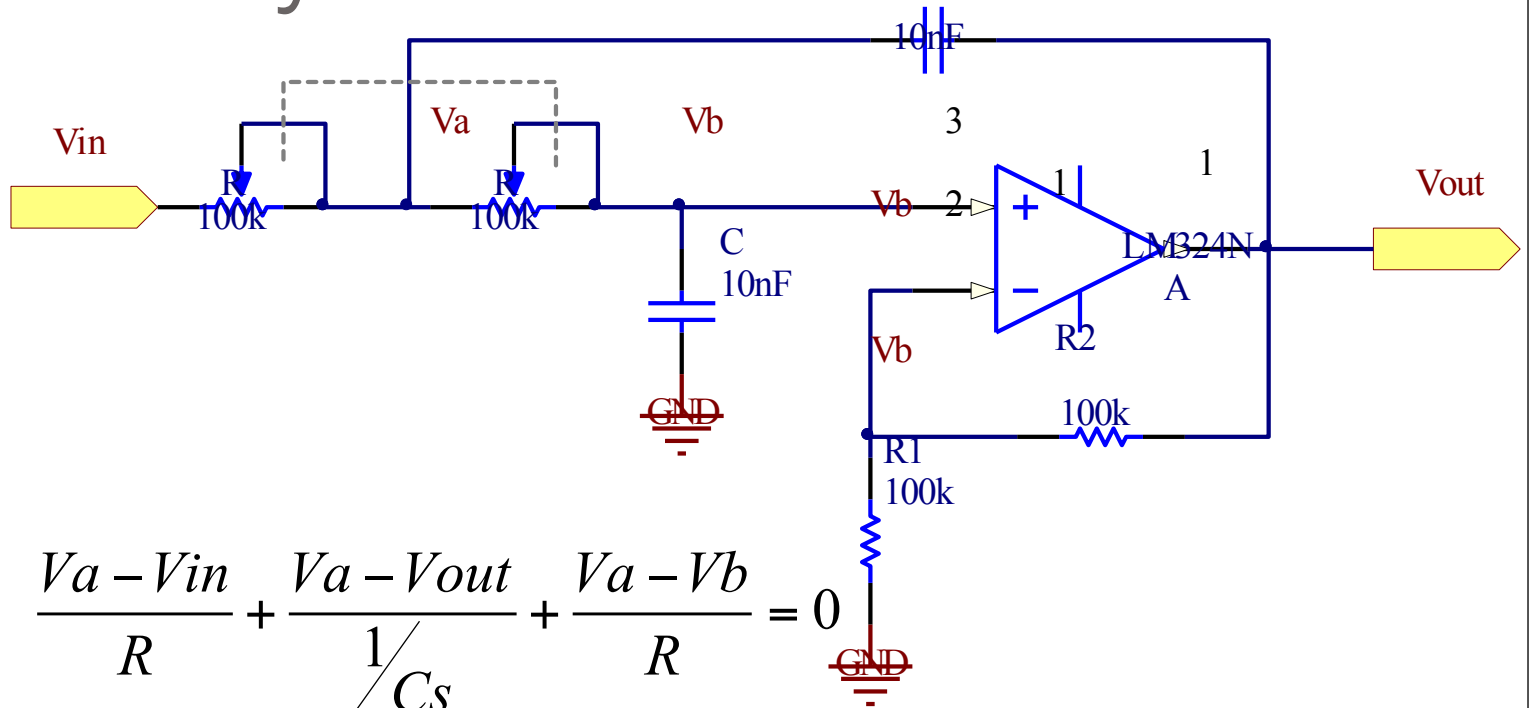 10nF
Va
Vb
3
Vin
1
1
Vout
R
R
100k
100k
Vb
2
+
C
LM324N
10nF
A
−
R2
Vb
GND
100k
R1
100k
Va − Vin / R + Va − Vout / 1/Cs + Va − Vb / R = 0
GND